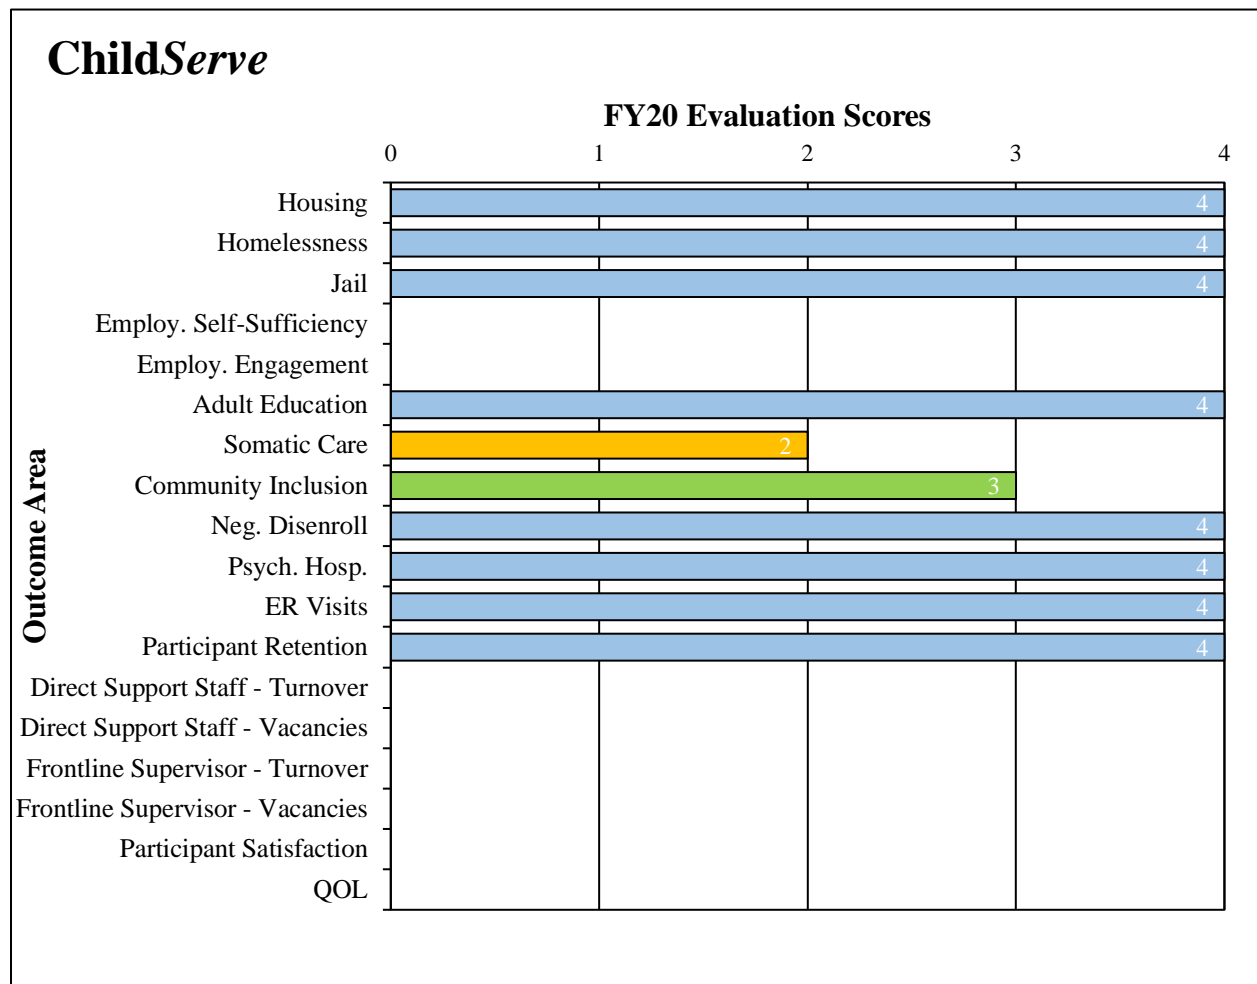 ChildServe
FY20 Evaluation Scores
0 1 2 3 4
Outcome Area
Housing 4
Homelessness 4
Jail 4
Employ. Self-Sufficiency
Employ. Engagement
Adult Education 4
Somatic Care 2
Community Inclusion 3
Neg. Disenroll 4
Psych. Hosp. 4
ER Visits 4
Participant Retention 4
Direct Support Staff - Turnover
Direct Support Staff - Vacancies
Frontline Supervisor - Turnover
Frontline Supervisor - Vacancies
Participant Satisfaction
QOL